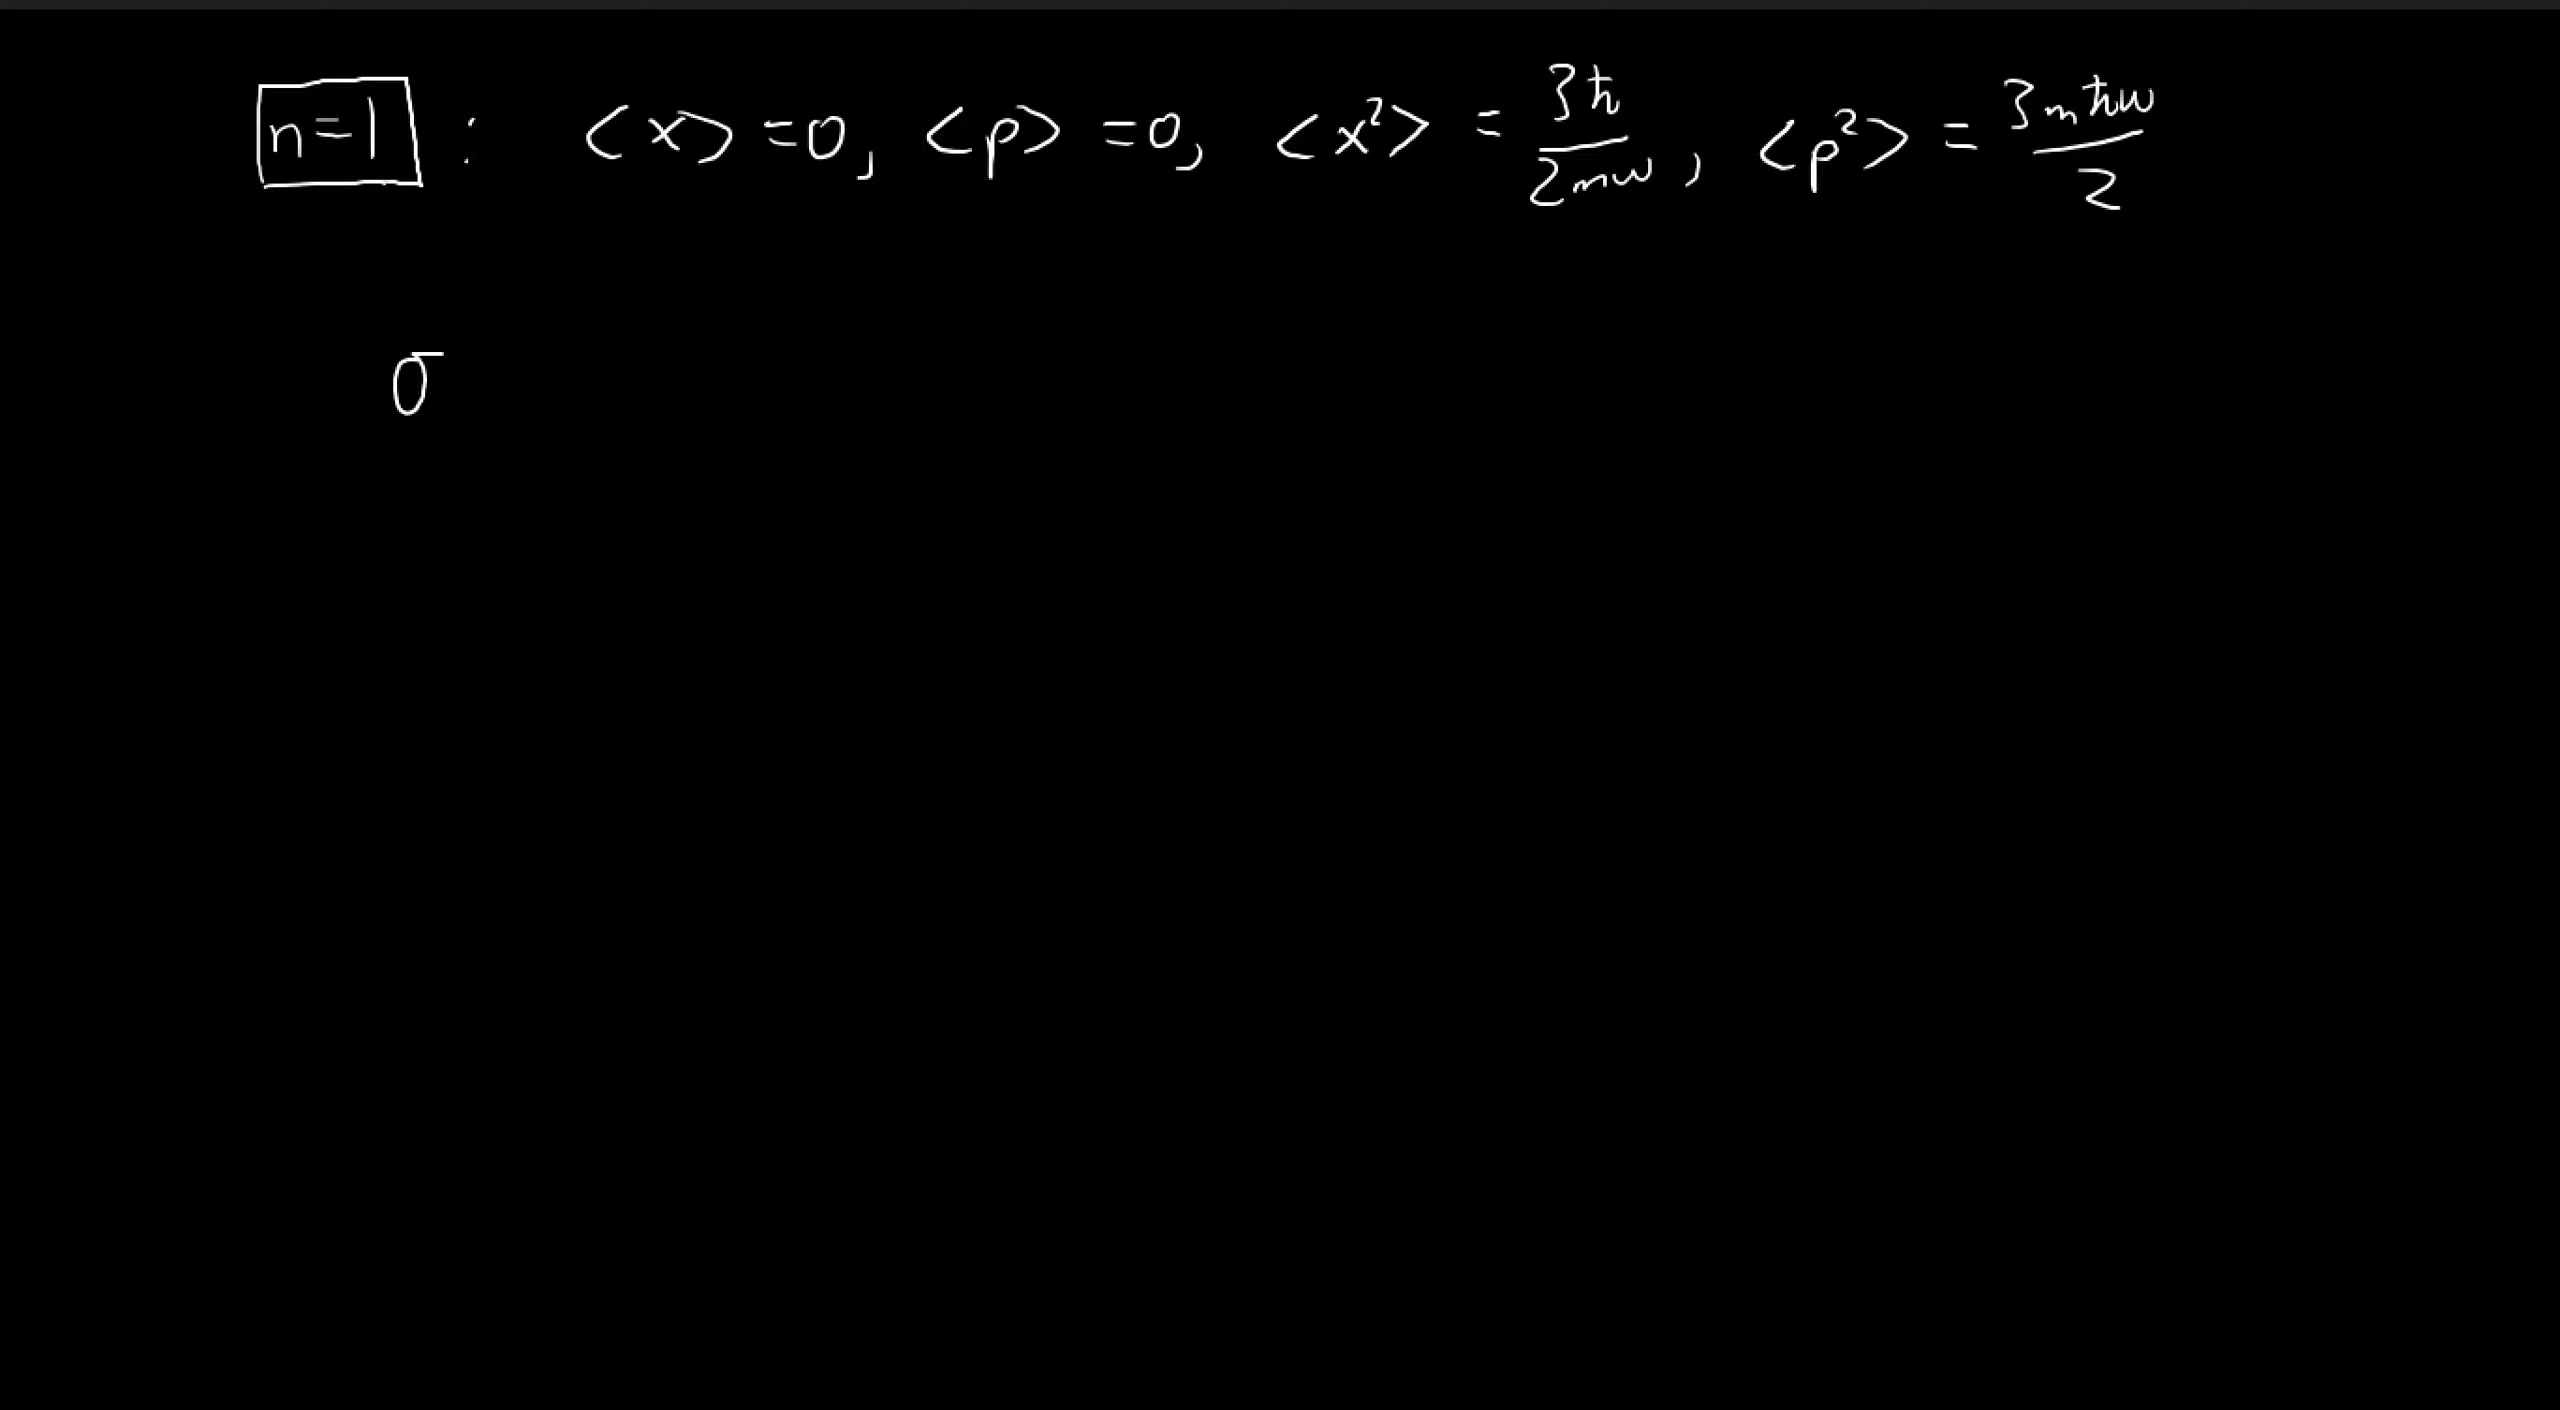 n=1 : <x> = 0, <p> = 0, <x²> = 3ħ/2mω, <p²> = 3mħω/2
σ